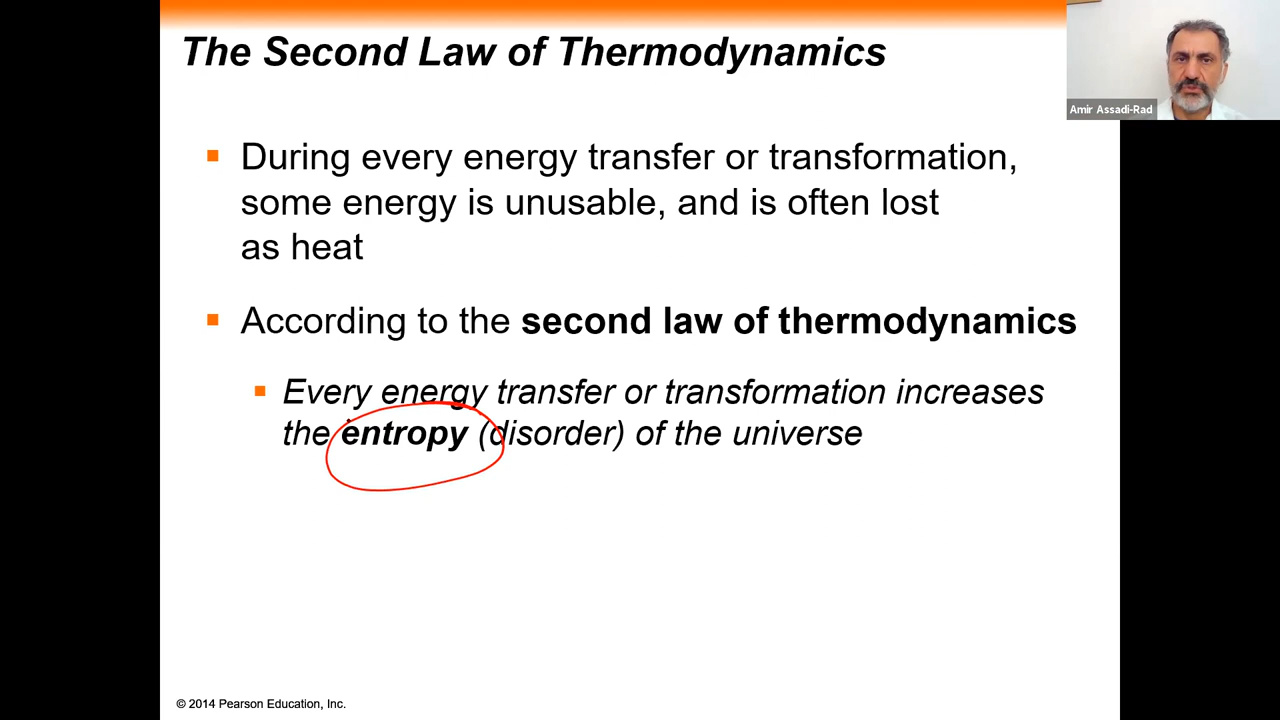 The Second Law of Thermodynamics
Amir Assadi-Rad
During every energy transfer or transformation,
some energy is unusable, and is often lost
as heat
According to the second law of thermodynamics
Every energy transfer or transformation increases
the entropy (disorder) of the universe
© 2014 Pearson Education, Inc.